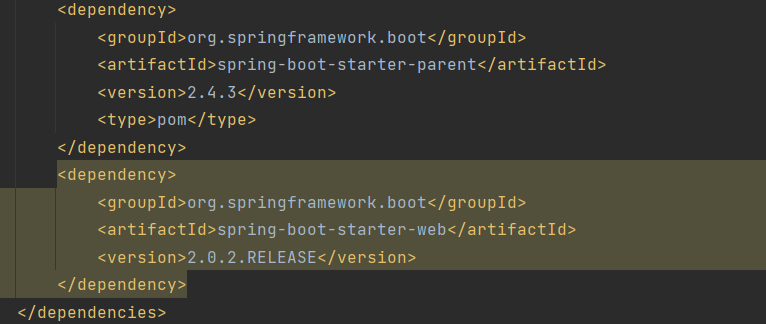 <dependency>
<groupId>org.springframework.boot</groupId>
<artifactId>spring-boot-starter-parent</artifactId>
<version>2.4.3</version>
<type>pom</type>
</dependency>
<dependency>
<groupId>org.springframework.boot</groupId>
<artifactId>spring-boot-starter-web</artifactId>
<version>2.0.2.RELEASE</version>
</dependency>
</dependencies>